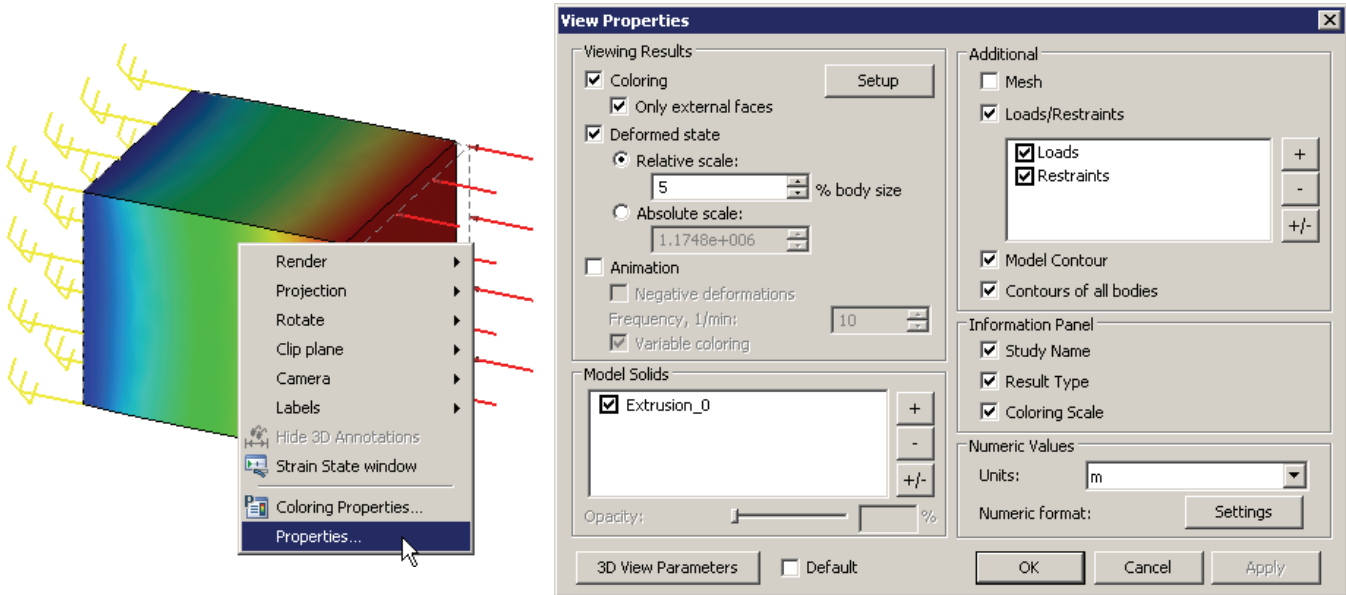 Render
Projection
Rotate
Clip plane
Camera
Labels
Hide 3D Annotations
Strain State window
Coloring Properties...
Properties...
View Properties
Viewing Results
Coloring
Setup
Only external faces
Deformed state
Relative scale:
5 % body size
Absolute scale:
1.1748e+006
Animation
Negative deformations
Frequency, 1/min: 10
Variable coloring
Model Solids
Extrusion_0
+
-
+/-
Opacity: %
Additional
Mesh
Loads/Restraints
Loads
Restraints
+
-
+/-
Model Contour
Contours of all bodies
Information Panel
Study Name
Result Type
Coloring Scale
Numeric Values
Units: m
Numeric format: Settings
3D View Parameters Default OK Cancel Apply